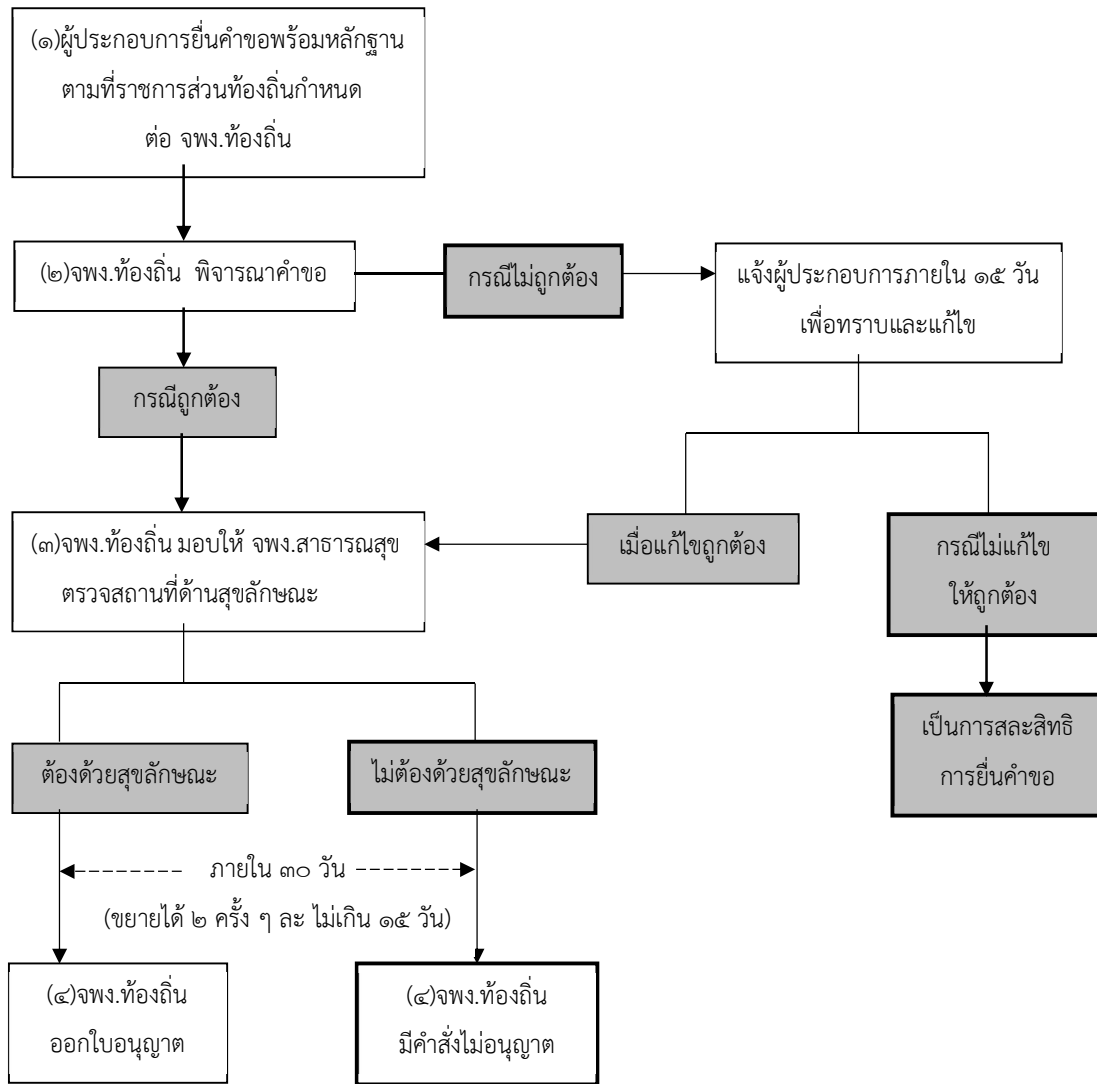 (๑)ผู้ประกอบการยื่นคำขอพร้อมหลักฐาน
ตามที่ราชการส่วนท้องถิ่นกำหนด
ต่อ จพง.ท้องถิ่น
(๒)จพง.ท้องถิ่น พิจารณาคำขอ
กรณีไม่ถูกต้อง
แจ้งผู้ประกอบการภายใน ๑๕ วัน
เพื่อทราบและแก้ไข
กรณีถูกต้อง
(๓)จพง.ท้องถิ่น มอบให้ จพง.สาธารณสุข
ตรวจสถานที่ด้านสุขลักษณะ
เมื่อแก้ไขถูกต้อง
กรณีไม่แก้ไข
ให้ถูกต้อง
เป็นการสละสิทธิ
การยื่นคำขอ
ต้องด้วยสุขลักษณะ
ไม่ต้องด้วยสุขลักษณะ
ภายใน ๓๐ วัน
(ขยายได้ ๒ ครั้ง ๆ ละ ไม่เกิน ๑๕ วัน)
(๔)จพง.ท้องถิ่น
ออกใบอนุญาต
(๔)จพง.ท้องถิ่น
มีคำสั่งไม่อนุญาต